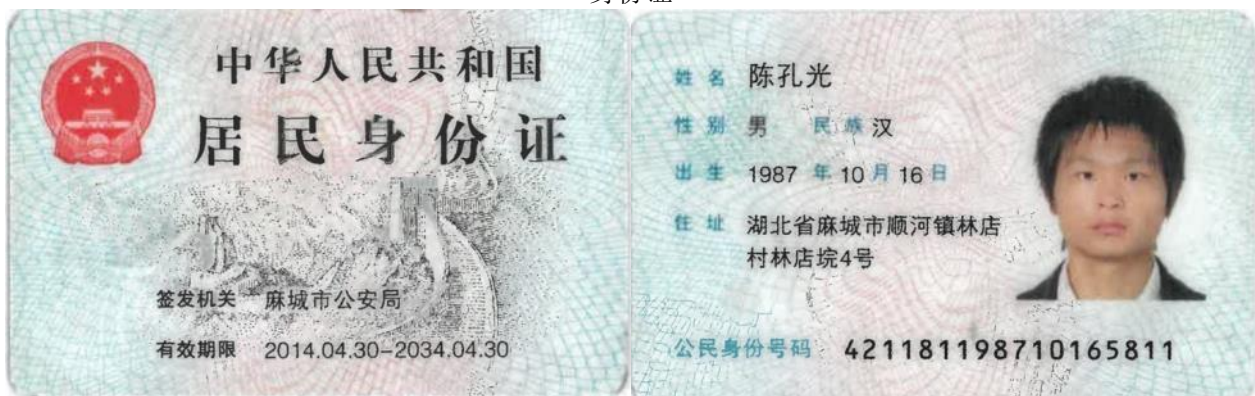 中华人民共和国
居民身份证
签发机关 麻城市公安局
有效期限 2014.04.30-2034.04.30
姓名 陈孔光
性别 男 民族 汉
出生 1987 年 10 月 16 日
住址 湖北省麻城市顺河镇林店
村林店垸4号
公民身份号码 421181198710165811